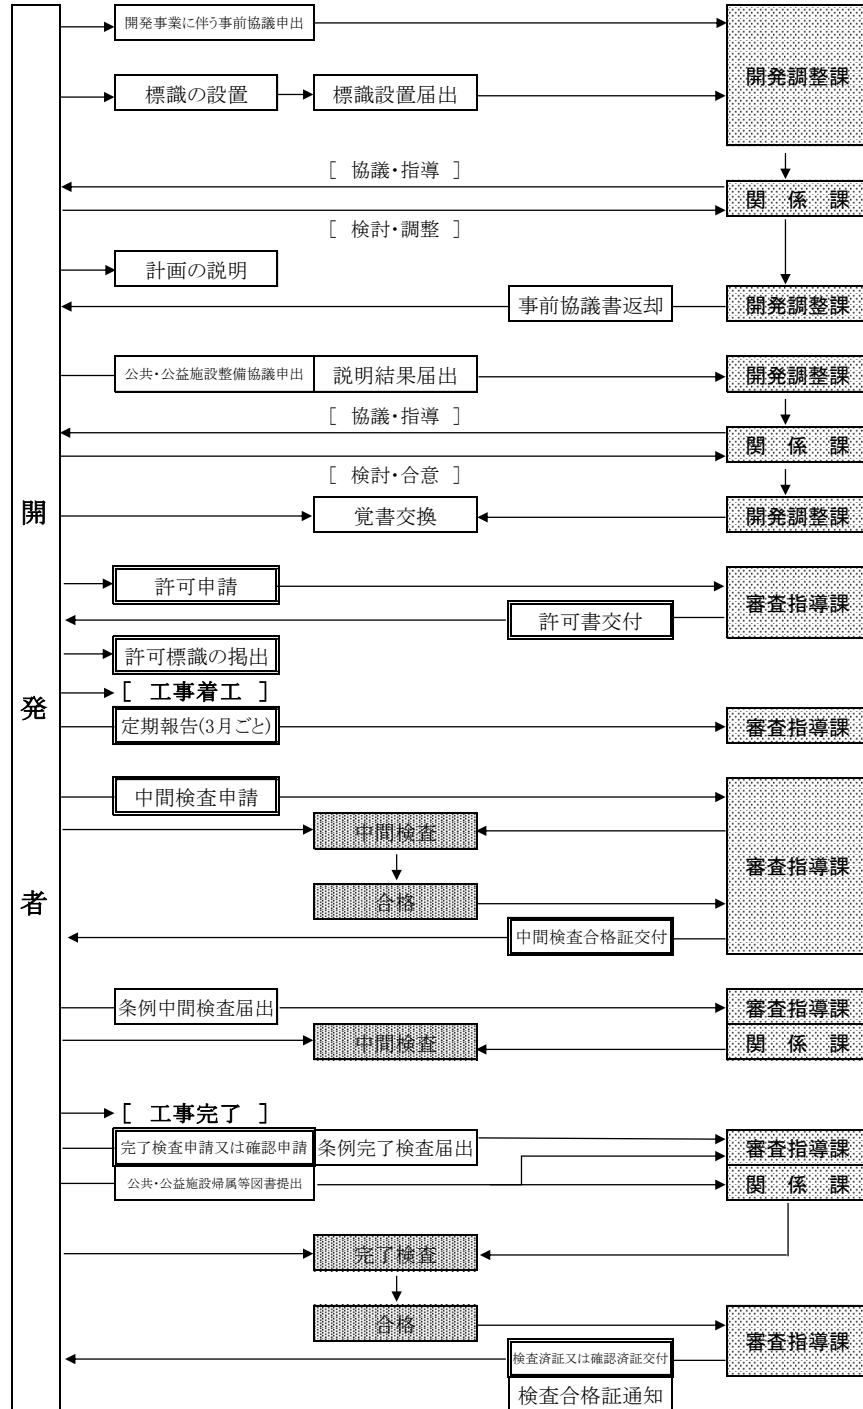 開発事業に伴う事前協議申出
開発調整課
標識の設置
標識設置届出
[ 協議・指導 ]
関 係 課
[ 検討・調整 ]
計画の説明
事前協議書返却
開発調整課
公共・公益施設整備協議申出
説明結果届出
開発調整課
[ 協議・指導 ]
関 係 課
[ 検討・合意 ]
開
発
者
覚書交換
開発調整課
許可申請
審査指導課
許可書交付
許可標識の掲出
[ 工事着工 ]
定期報告(3月ごと)
審査指導課
中間検査申請
中間検査
審査指導課
合格
中間検査合格証交付
条例中間検査届出
審査指導課
中間検査
関 係 課
[ 工事完了 ]
完了検査申請又は確認申請
条例完了検査届出
審査指導課
公共・公益施設帰属等図書提出
関 係 課
完了検査
合格
審査指導課
検査済証又は確認済証交付
検査合格証通知